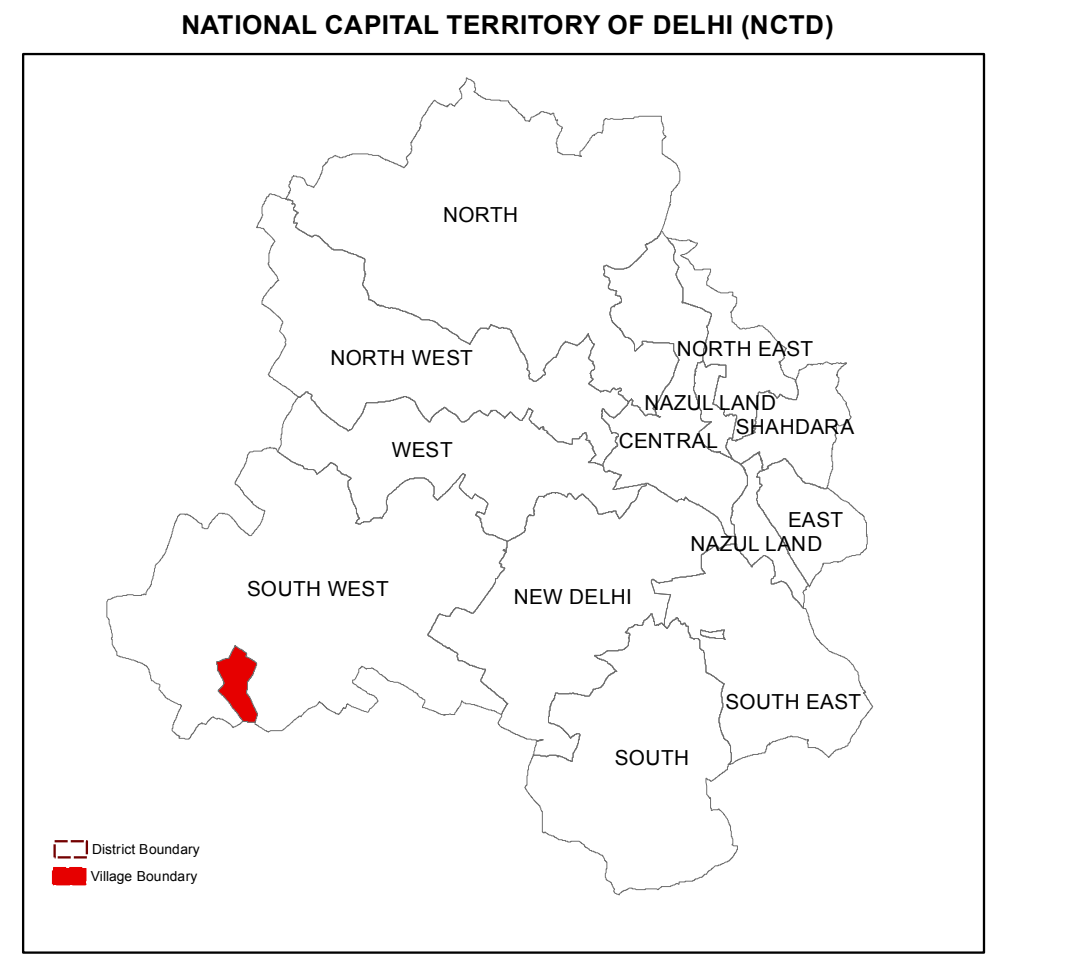 NATIONAL CAPITAL TERRITORY OF DELHI (NCTD)
NORTH
NORTH EAST
NORTH WEST
NAZUL LAND
SHAHDARA
CENTRAL
WEST
EAST
NAZUL LAND
SOUTH WEST
NEW DELHI
SOUTH EAST
SOUTH
District Boundary
Village Boundary